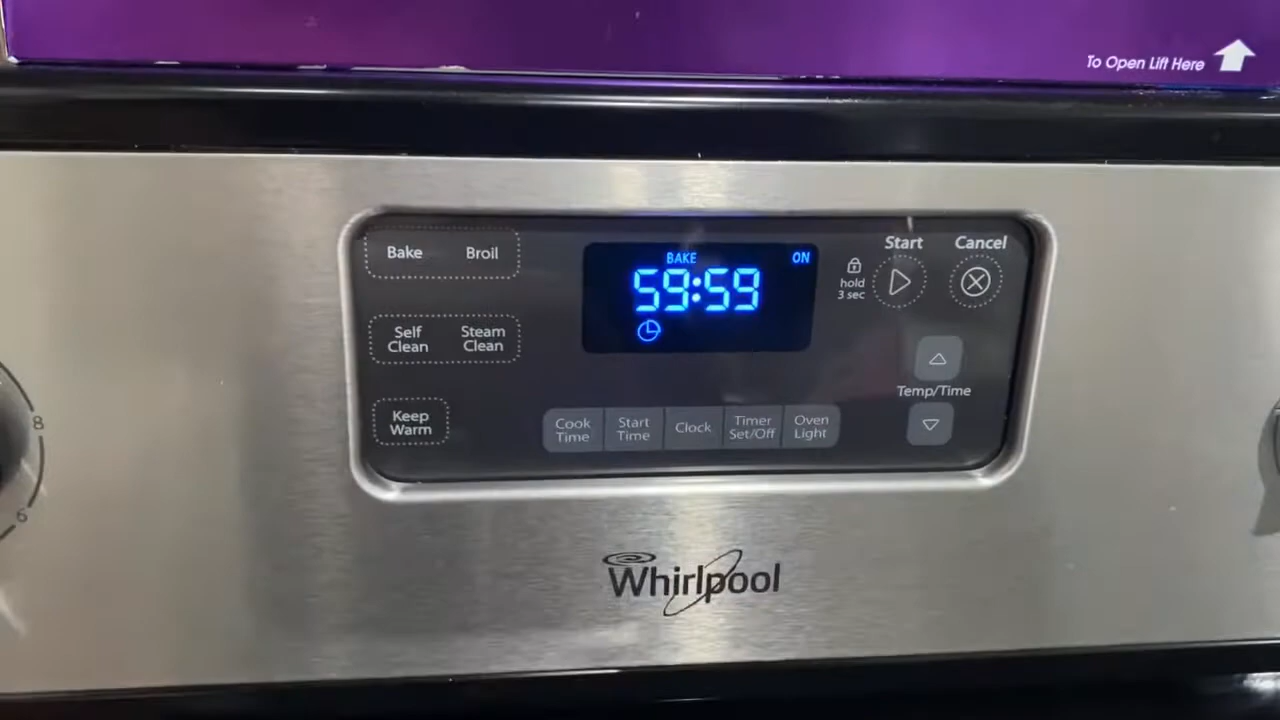 To Open Lift Here
Bake Broil
BAKE ON
59:59
Start Cancel
hold
3 sec
Self
Clean
Steam
Clean
Temp/Time
Keep
Warm
Cook
Time
Start
Time
Clock
Timer
Set/Off
Oven
Light
8
6
Whirlpool